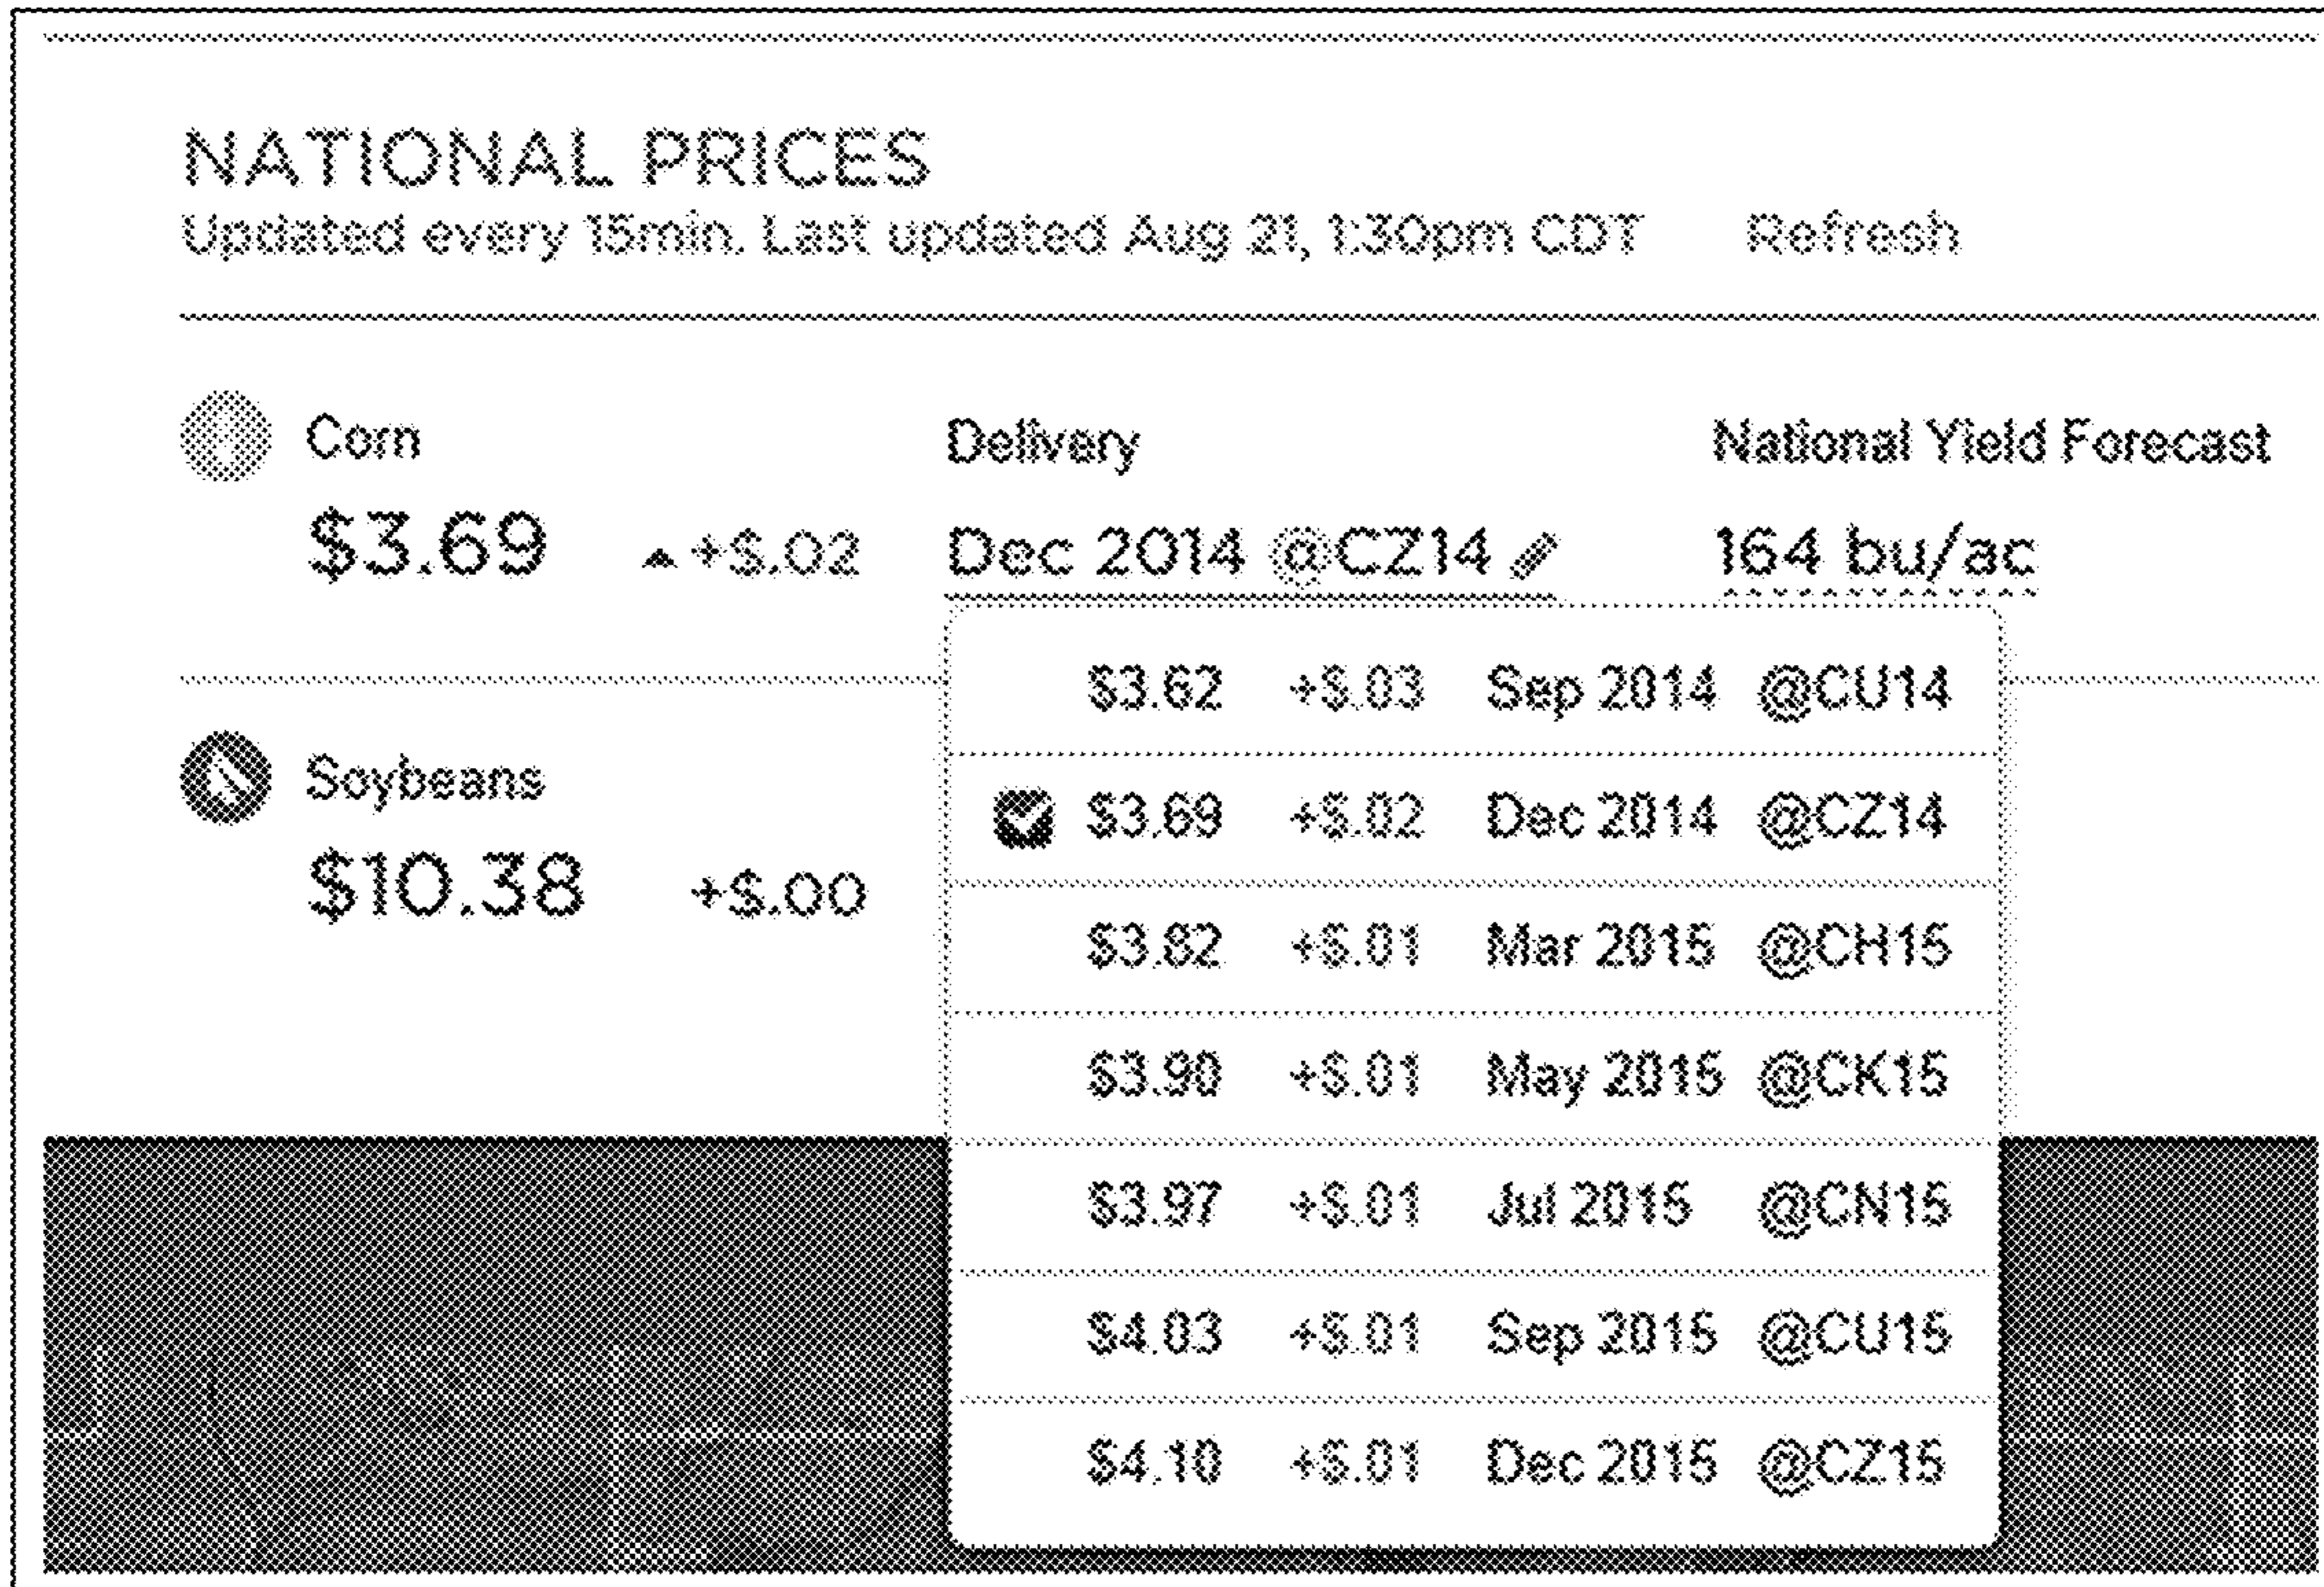 NATIONAL PRICES
Updated every 15min. Last updated Aug 21, 1:30pm CDT Refresh
Corn Delivery National Yield Forecast
$3.69 ▲ +$.02 Dec 2014 @CZ14 164 bu/ac
$3.62 +$.03 Sep 2014 @CU14
Soybeans
$3.69 +$.02 Dec 2014 @CZ14
$10.38 +$.00
$3.82 +$.01 Mar 2015 @CH15
$3.90 +$.01 May 2015 @CK15
$3.97 +$.01 Jul 2015 @CN15
$4.03 +$.01 Sep 2015 @CU15
$4.10 +$.01 Dec 2015 @CZ15